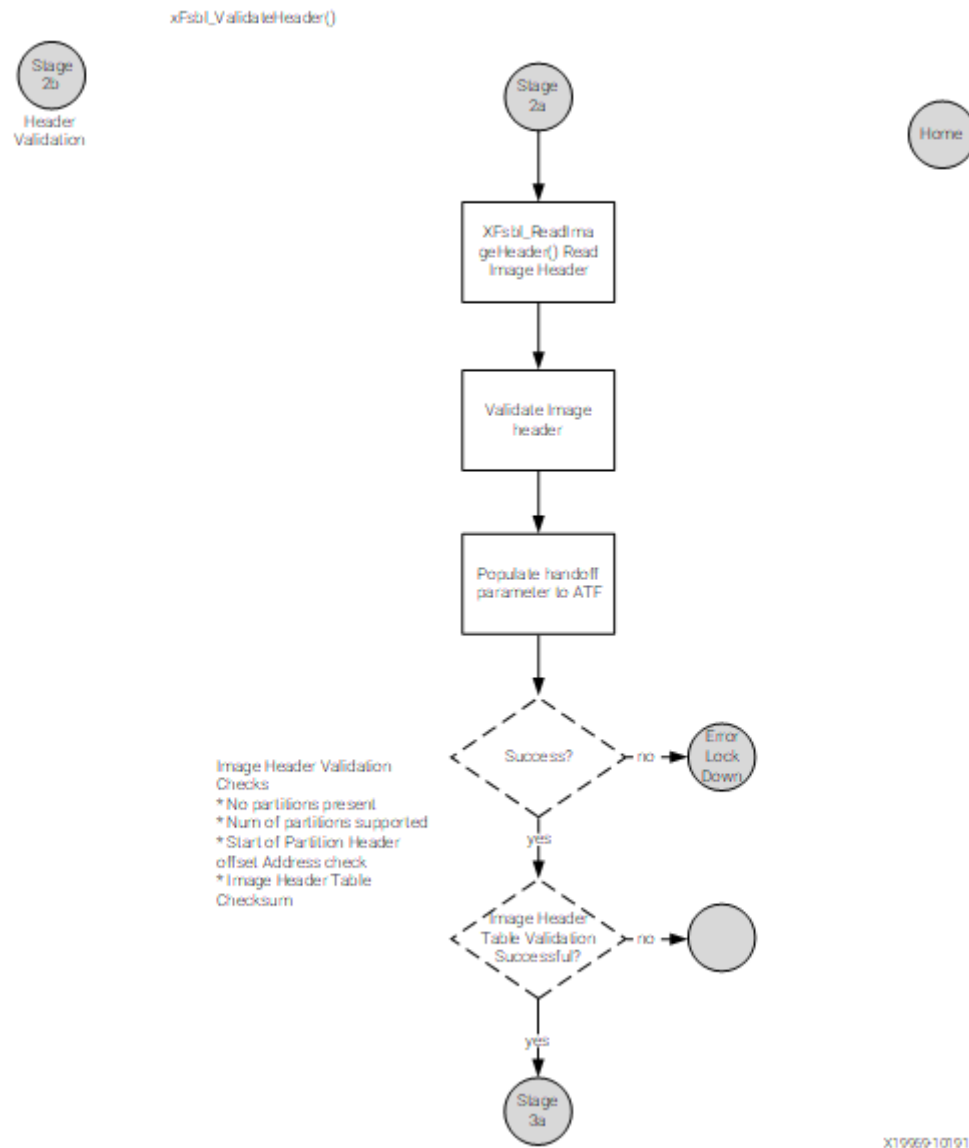 xFsbl_ValidateHeader()
Stage
2b
Header
Validation
Stage
2a
Home
XFsbl_ReadIma
geHeader() Read
Image Header
Validate Image
header
Populate handoff
parameter to ATF
Success?
no
Error
Lock
Down
Image Header Validation
Checks
* No partitions present
* Num of partitions supported
* Start of Partition Header
offset Address check
* Image Header Table
Checksum
yes
Image Header
Table Validation
Successful?
no
yes
Stage
3a
X19969-10191